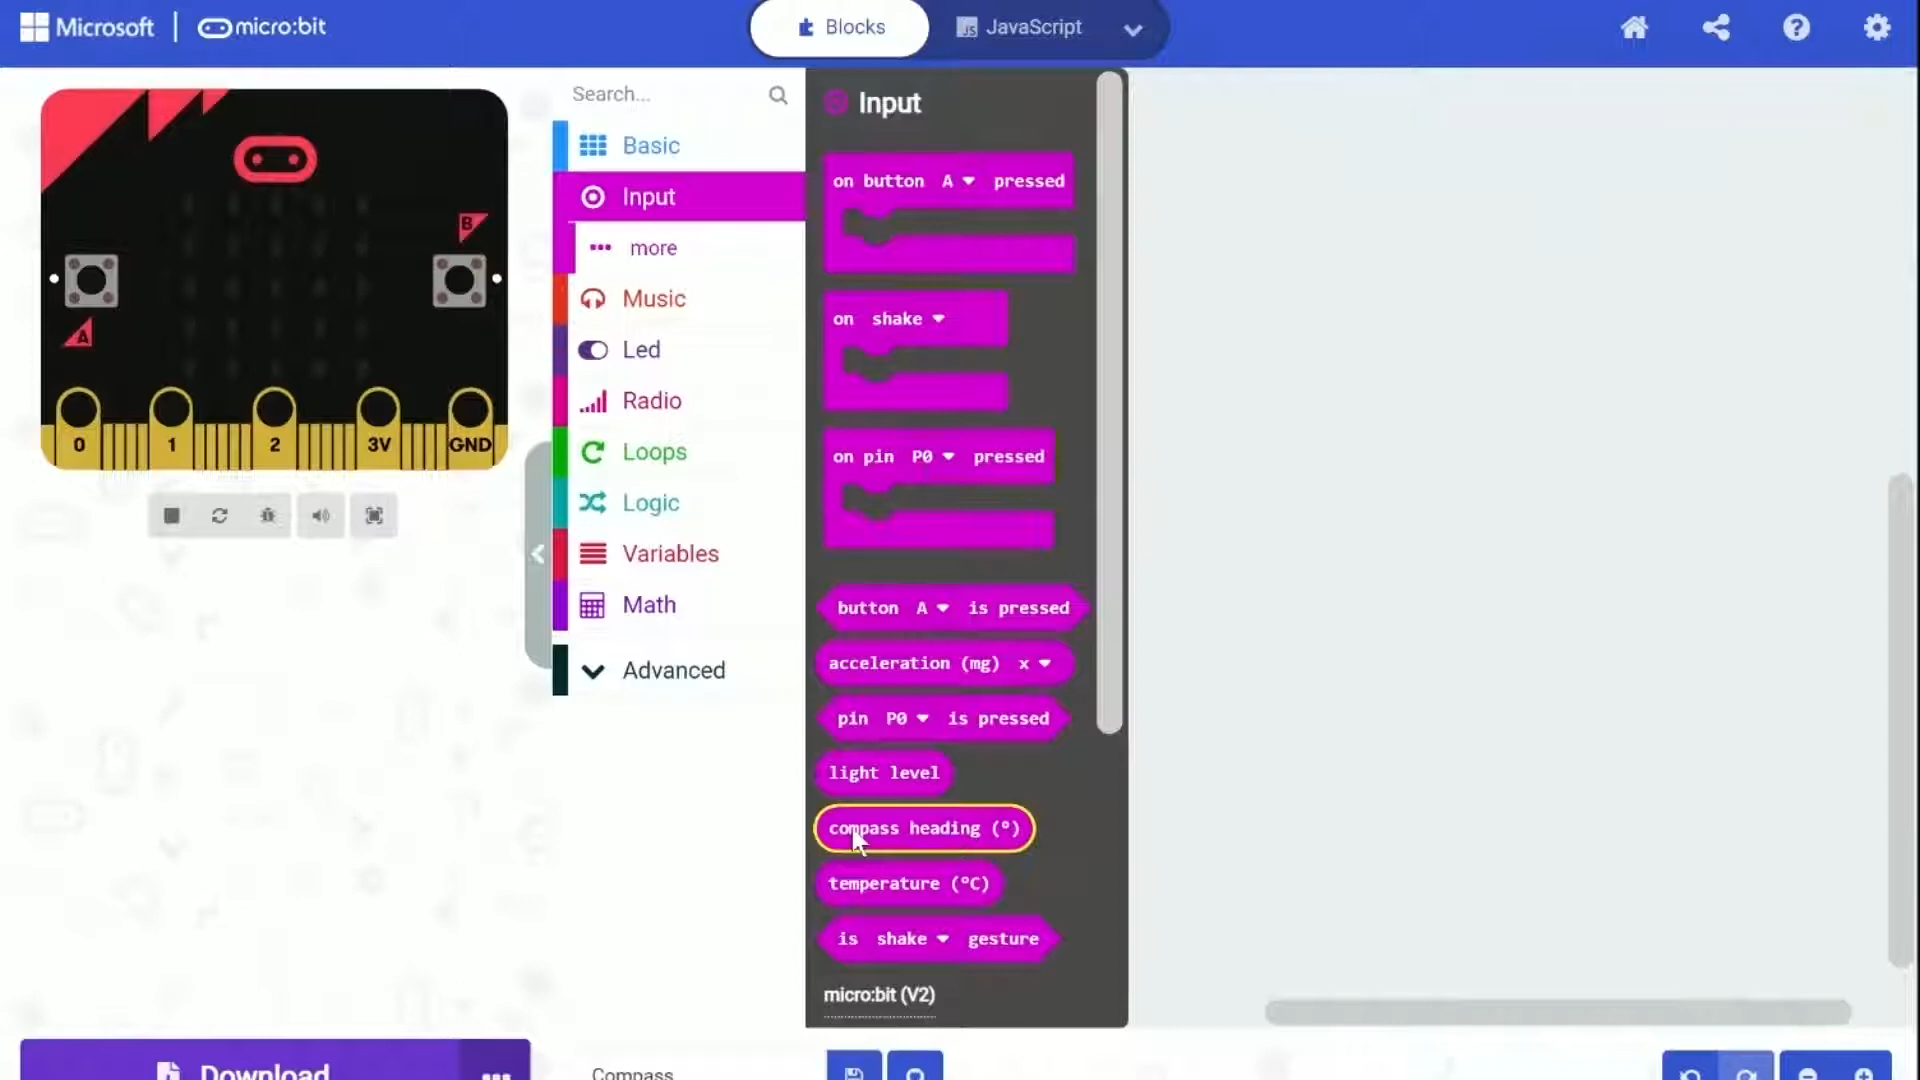 Microsoft | micro:bit
Blocks
JavaScript
Search...
Basic
Input
more
Music
Led
Radio
Loops
Logic
Variables
Math
Advanced
Input
on button A pressed
on shake
on pin P0 pressed
button A is pressed
acceleration (mg) x
pin P0 is pressed
light level
compass heading (°)
temperature (°C)
is shake gesture
micro:bit (V2)
B
A
0 1 2 3V GND
Download
Compass